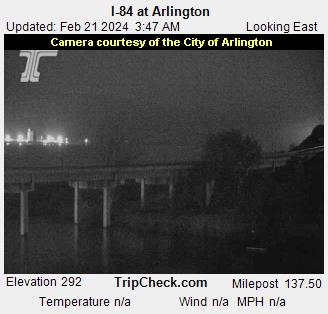 I-84 at Arlington
Updated: Feb 21 2024 3:47 AM Looking East
Camera courtesy of the City of Arlington
Elevation 292 TripCheck.com Milepost 137.50
Temperature n/a Wind n/a MPH n/a